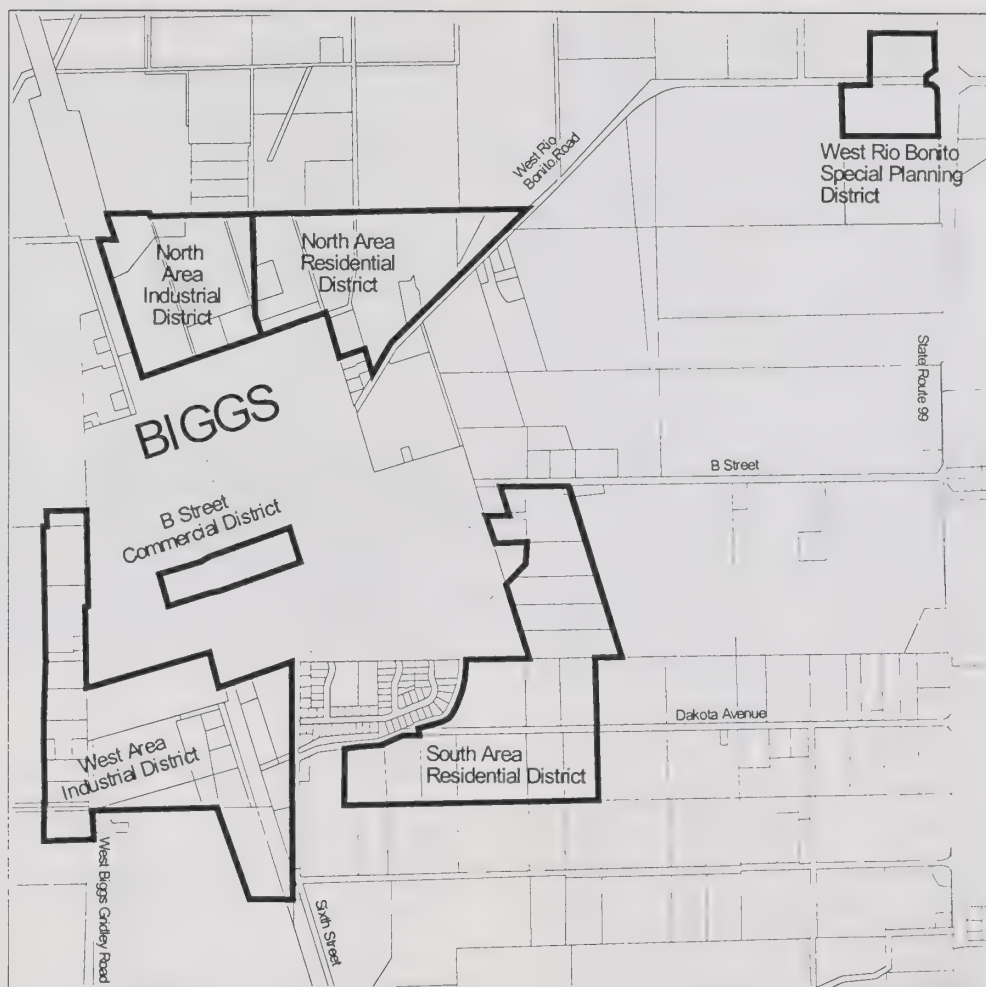 West Rio
Bonito Road
West Rio Bonito
Special Planning
District
North
Area
Industrial
District
North Area
Residential
District
State Route 99
BIGGS
B Street
B Street
Commercial District
Dakota Avenue
West Area
Industrial District
South Area
Residential District
West Biggs Gridley Road
Sixth Street